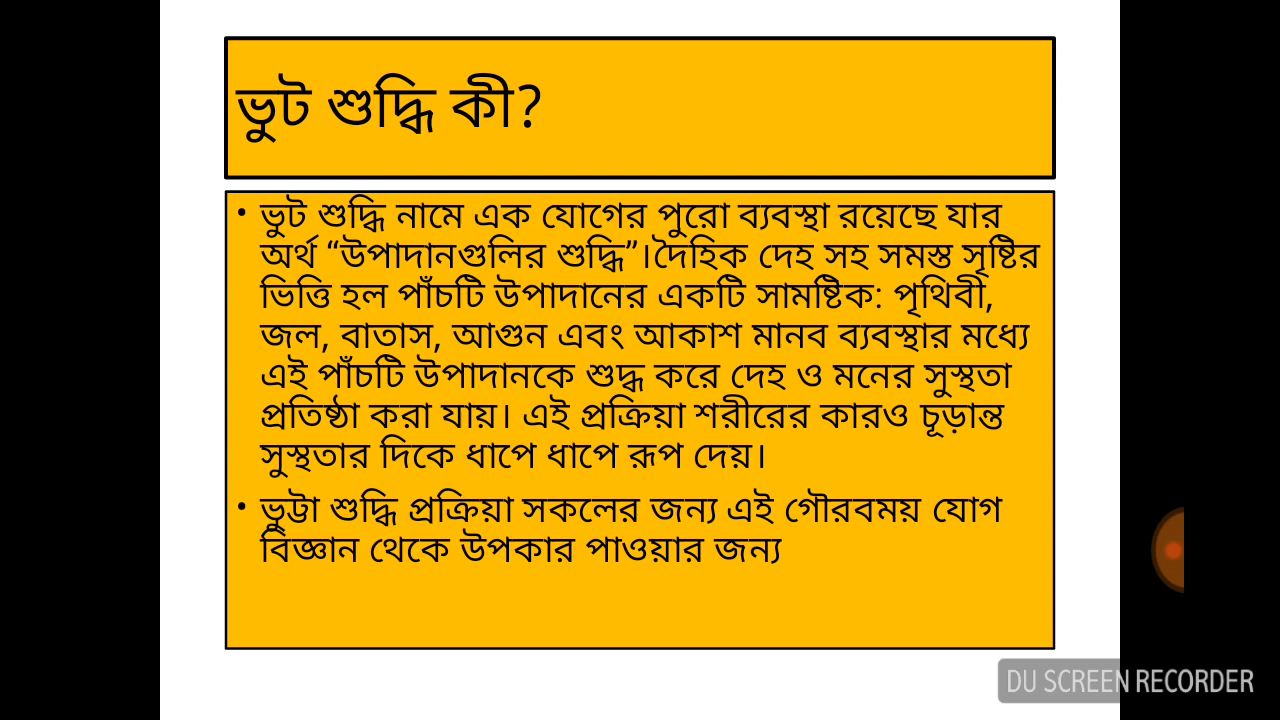 ভুট শুদ্ধি কী?
• ভুট শুদ্ধি নামে এক যোগের পুরো ব্যবস্থা রয়েছে যার
অর্থ “উপাদানগুলির শুদ্ধি”।দৈহিক দেহ সহ সমস্ত সৃষ্টির
ভিত্তি হল পাঁচটি উপাদানের একটি সামষ্টিক: পৃথিবী,
জল, বাতাস, আগুন এবং আকাশ মানব ব্যবস্থার মধ্যে
এই পাঁচটি উপাদানকে শুদ্ধ করে দেহ ও মনের সুস্থতা
প্রতিষ্ঠা করা যায়। এই প্রক্রিয়া শরীরের কারও চূড়ান্ত
সুস্থতার দিকে ধাপে ধাপে রূপ দেয়।
• ভুট্টা শুদ্ধি প্রক্রিয়া সকলের জন্য এই গৌরবময় যোগ
বিজ্ঞান থেকে উপকার পাওয়ার জন্য
DU SCREEN RECORDER